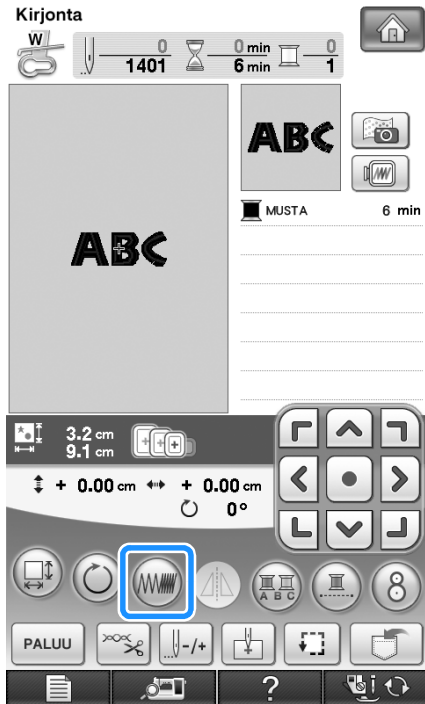 Kirjonta
W
0 0 min 0
1401 6 min 1
ABC
ABC
MUSTA 6 min
3.2 cm
9.1 cm
+ 0.00 cm + 0.00 cm
0°
A B C
8
PALUU
-/+
?